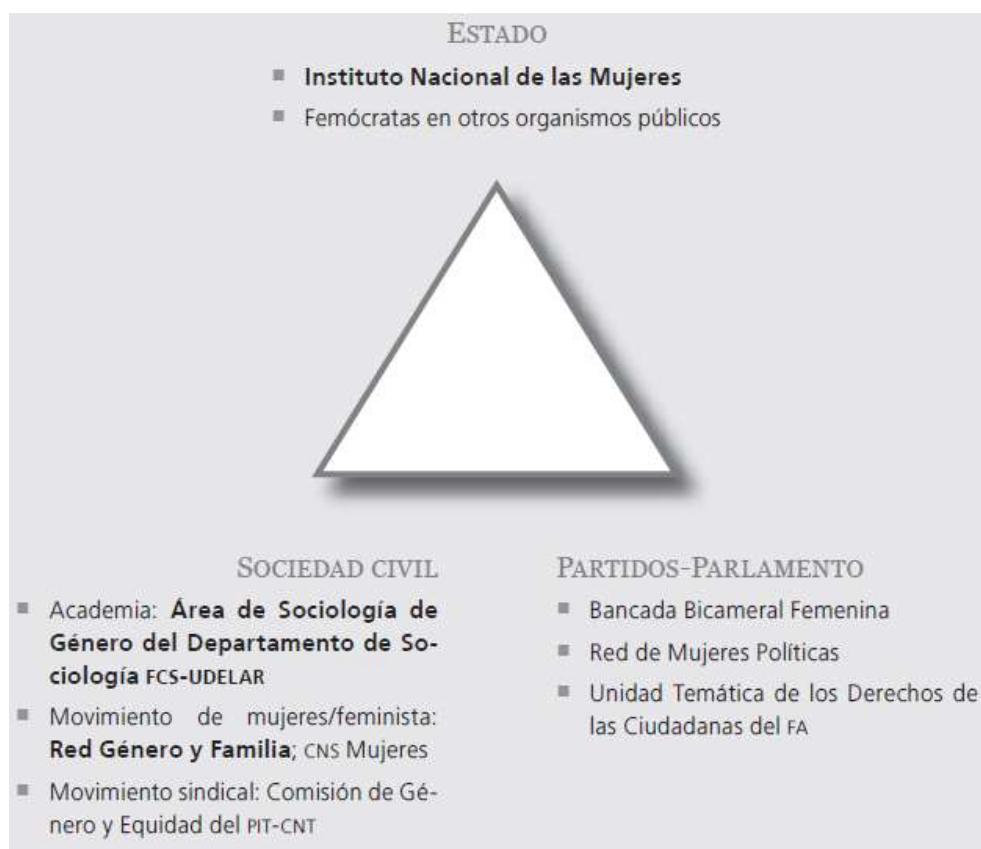 ESTADO
■ Instituto Nacional de las Mujeres
■ Femócratas en otros organismos públicos
SOCIEDAD CIVIL
■ Academia: Área de Sociología de
Género del Departamento de So-
ciología FCS-UDELAR
■ Movimiento de mujeres/feminista:
Red Género y Familia; CNS Mujeres
■ Movimiento sindical: Comisión de Gé-
nero y Equidad del PIT-CNT
PARTIDOS-PARLAMENTO
■ Bancada Bicameral Femenina
■ Red de Mujeres Políticas
■ Unidad Temática de los Derechos de
las Ciudadanas del FA